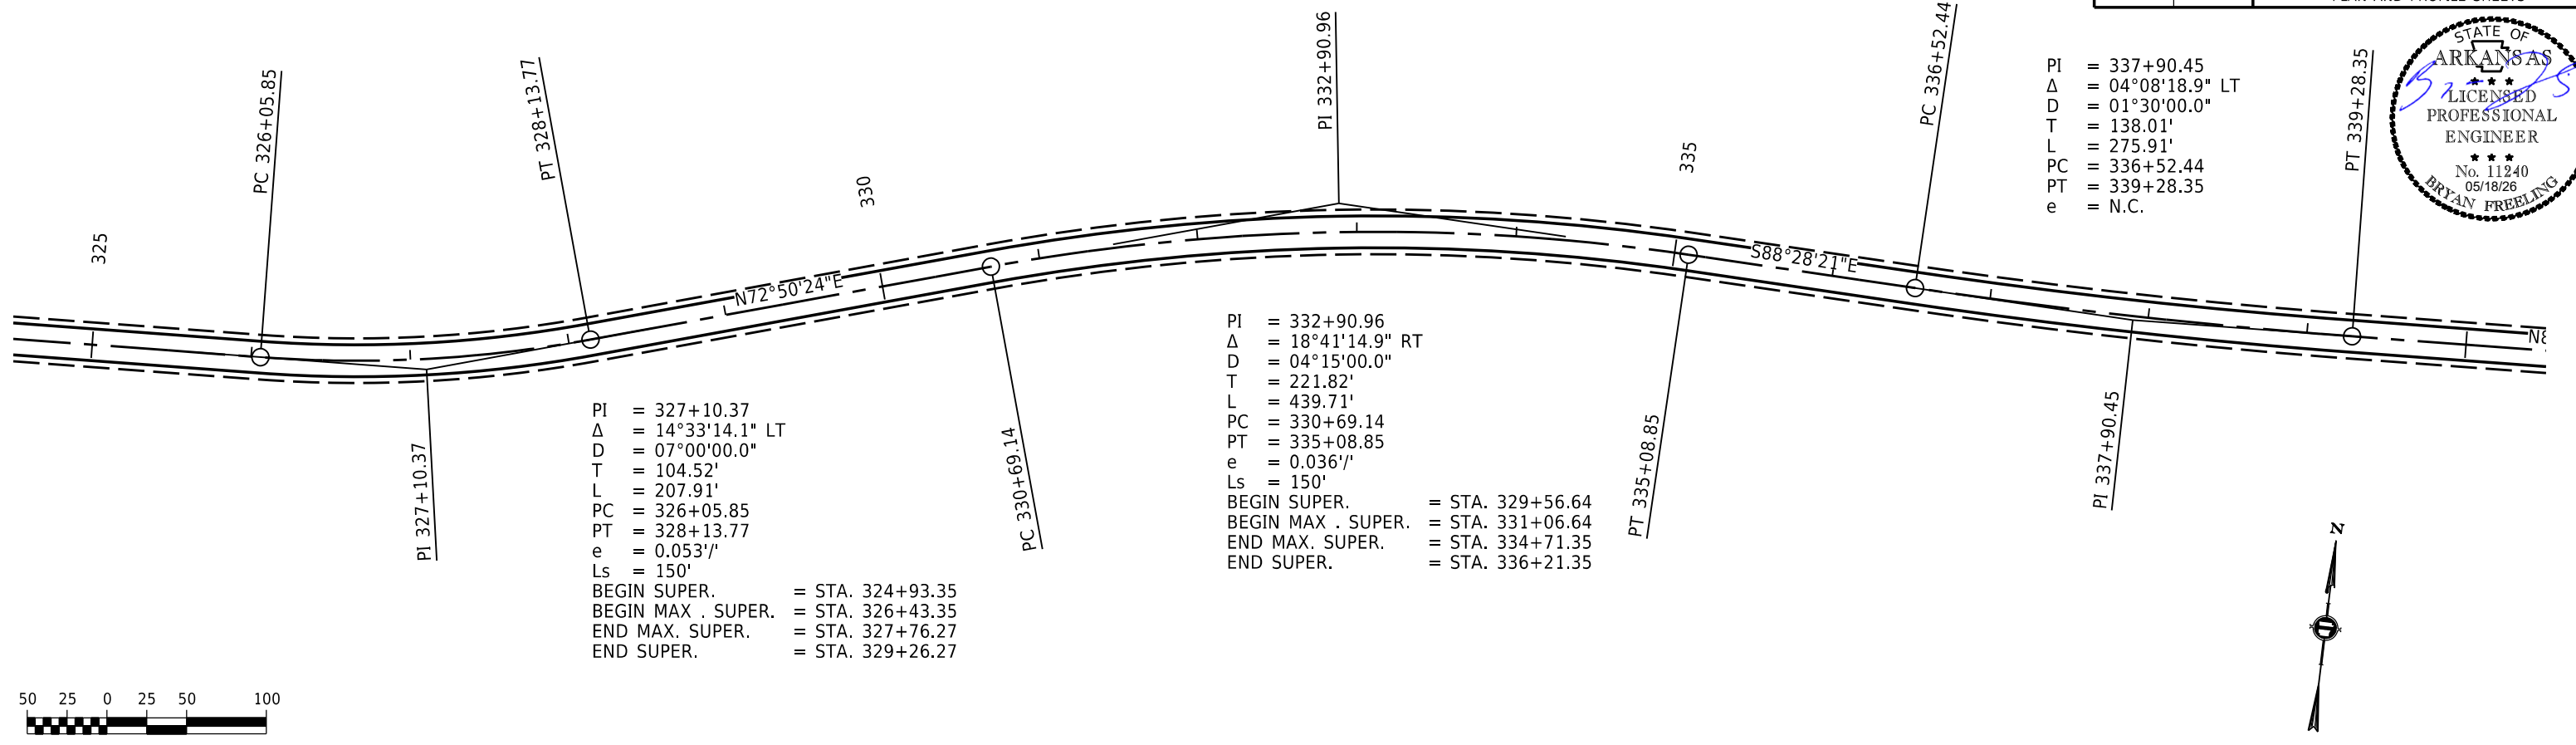 PLAN AND PROFILE SHEETS
STATE OF
ARKANSAS
LICENSED
PROFESSIONAL
ENGINEER
No. 11240
05/18/26
BRYAN FREELING
PC 326+05.85
PT 328+13.77
PI 332+90.96
PC 336+52.44
PT 339+28.35
325
330
335
PI = 337+90.45
Δ = 04°08'18.9" LT
D = 01°30'00.0"
T = 138.01'
L = 275.91'
PC = 336+52.44
PT = 339+28.35
e = N.C.
N72°50'24"E
S88°28'21"E
N8
PI 327+10.37
PC 330+69.14
PT 335+08.85
PI 337+90.45
PI = 327+10.37
Δ = 14°33'14.1" LT
D = 07°00'00.0"
T = 104.52'
L = 207.91'
PC = 326+05.85
PT = 328+13.77
e = 0.053'/'
Ls = 150'
BEGIN SUPER. = STA. 324+93.35
BEGIN MAX . SUPER. = STA. 326+43.35
END MAX. SUPER. = STA. 327+76.27
END SUPER. = STA. 329+26.27
PI = 332+90.96
Δ = 18°41'14.9" RT
D = 04°15'00.0"
T = 221.82'
L = 439.71'
PC = 330+69.14
PT = 335+08.85
e = 0.036'/'
Ls = 150'
BEGIN SUPER. = STA. 329+56.64
BEGIN MAX . SUPER. = STA. 331+06.64
END MAX. SUPER. = STA. 334+71.35
END SUPER. = STA. 336+21.35
N
50 25 0 25 50 100